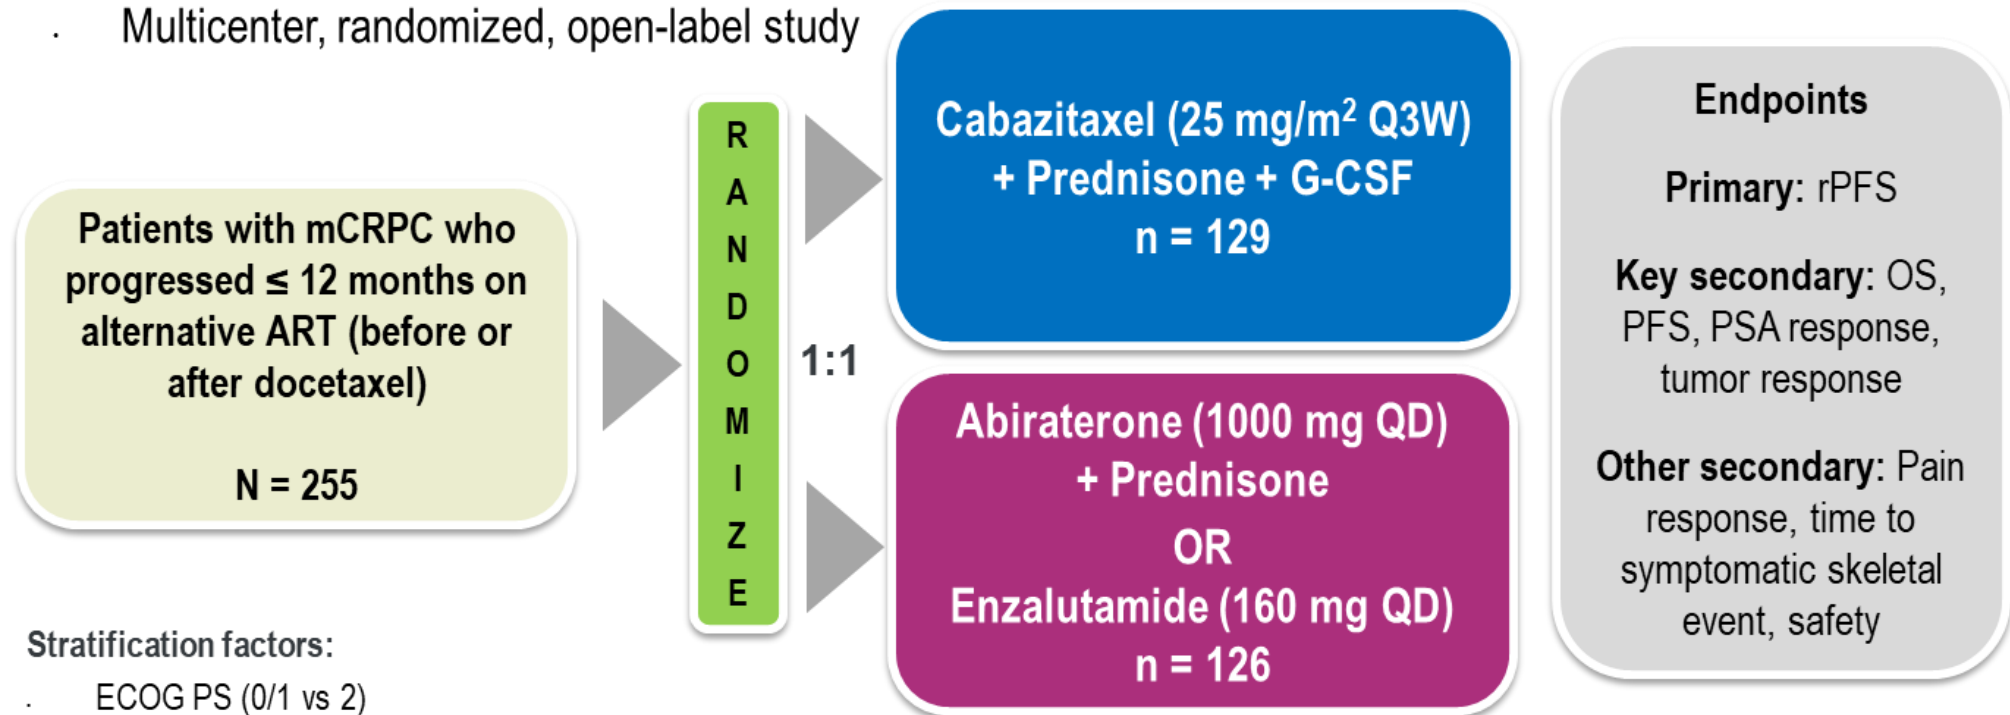 · Multicenter, randomized, open-label study
Patients with mCRPC who
progressed ≤ 12 months on
alternative ART (before or
after docetaxel)
N = 255
R
A
N
D
O
M
I
Z
E
1:1
Cabazitaxel (25 mg/m² Q3W)
+ Prednisone + G-CSF
n = 129
Abiraterone (1000 mg QD)
+ Prednisone
OR
Enzalutamide (160 mg QD)
n = 126
Endpoints
Primary: rPFS
Key secondary: OS,
PFS, PSA response,
tumor response
Other secondary: Pain
response, time to
symptomatic skeletal
event, safety
Stratification factors:
· ECOG PS (0/1 vs 2)